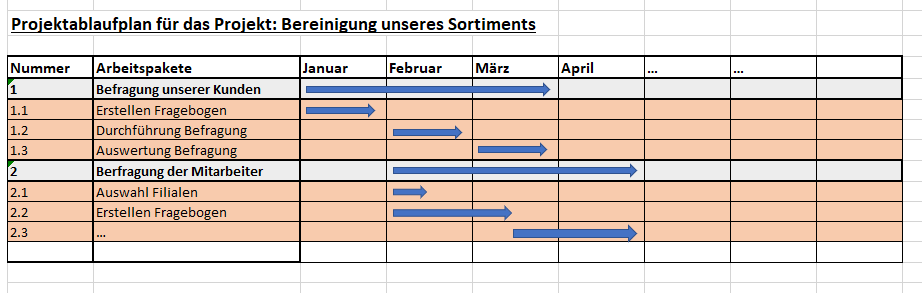 Projektablaufplan für das Projekt: Bereinigung unseres Sortiments
Nummer Arbeitspakete Januar Februar März April ... ...
1 Befragung unserer Kunden
1.1 Erstellen Fragebogen
1.2 Durchführung Befragung
1.3 Auswertung Befragung
2 Berfragung der Mitarbeiter
2.1 Auswahl Filialen
2.2 Erstellen Fragebogen
2.3 ...